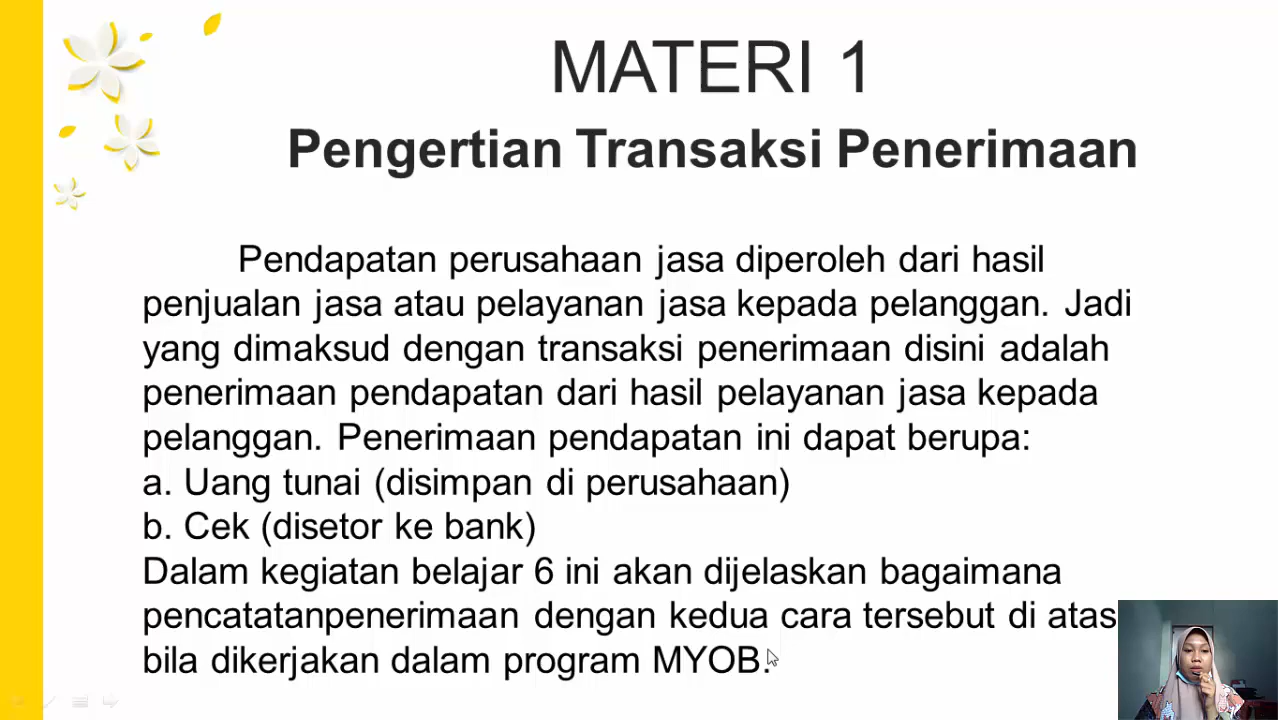 MATERI 1
Pengertian Transaksi Penerimaan
Pendapatan perusahaan jasa diperoleh dari hasil
penjualan jasa atau pelayanan jasa kepada pelanggan. Jadi
yang dimaksud dengan transaksi penerimaan disini adalah
penerimaan pendapatan dari hasil pelayanan jasa kepada
pelanggan. Penerimaan pendapatan ini dapat berupa:
a. Uang tunai (disimpan di perusahaan)
b. Cek (disetor ke bank)
Dalam kegiatan belajar 6 ini akan dijelaskan bagaimana
pencatatanpenerimaan dengan kedua cara tersebut di atas
bila dikerjakan dalam program MYOB.